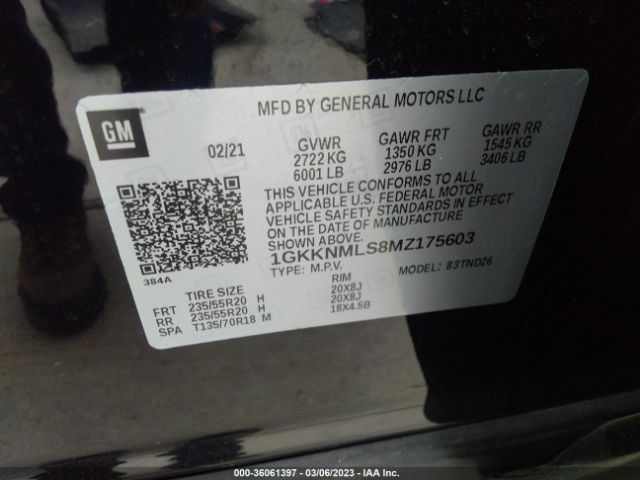 MFD BY GENERAL MOTORS LLC
GM
02/21
GVWR
2722 KG
6001 LB
GAWR FRT
1350 KG
2976 LB
GAWR RR
1545 KG
3406 LB
THIS VEHICLE CONFORMS TO ALL
APPLICABLE U.S. FEDERAL MOTOR
VEHICLE SAFETY STANDARDS IN EFFECT
ON THE DATE OF MANUFACTURE
SHOWN ABOVE.
1GKKNMLS8MZ175603
TYPE: M.P.V. MODEL: 83TND26
384A
TIRE SIZE RIM
FRT 235/55R20 H 20X8J
RR 235/55R20 H 20X8J
SPA T135/70R18 M 18X4.5B
000-36061397 - 03/06/2023 - IAA Inc.